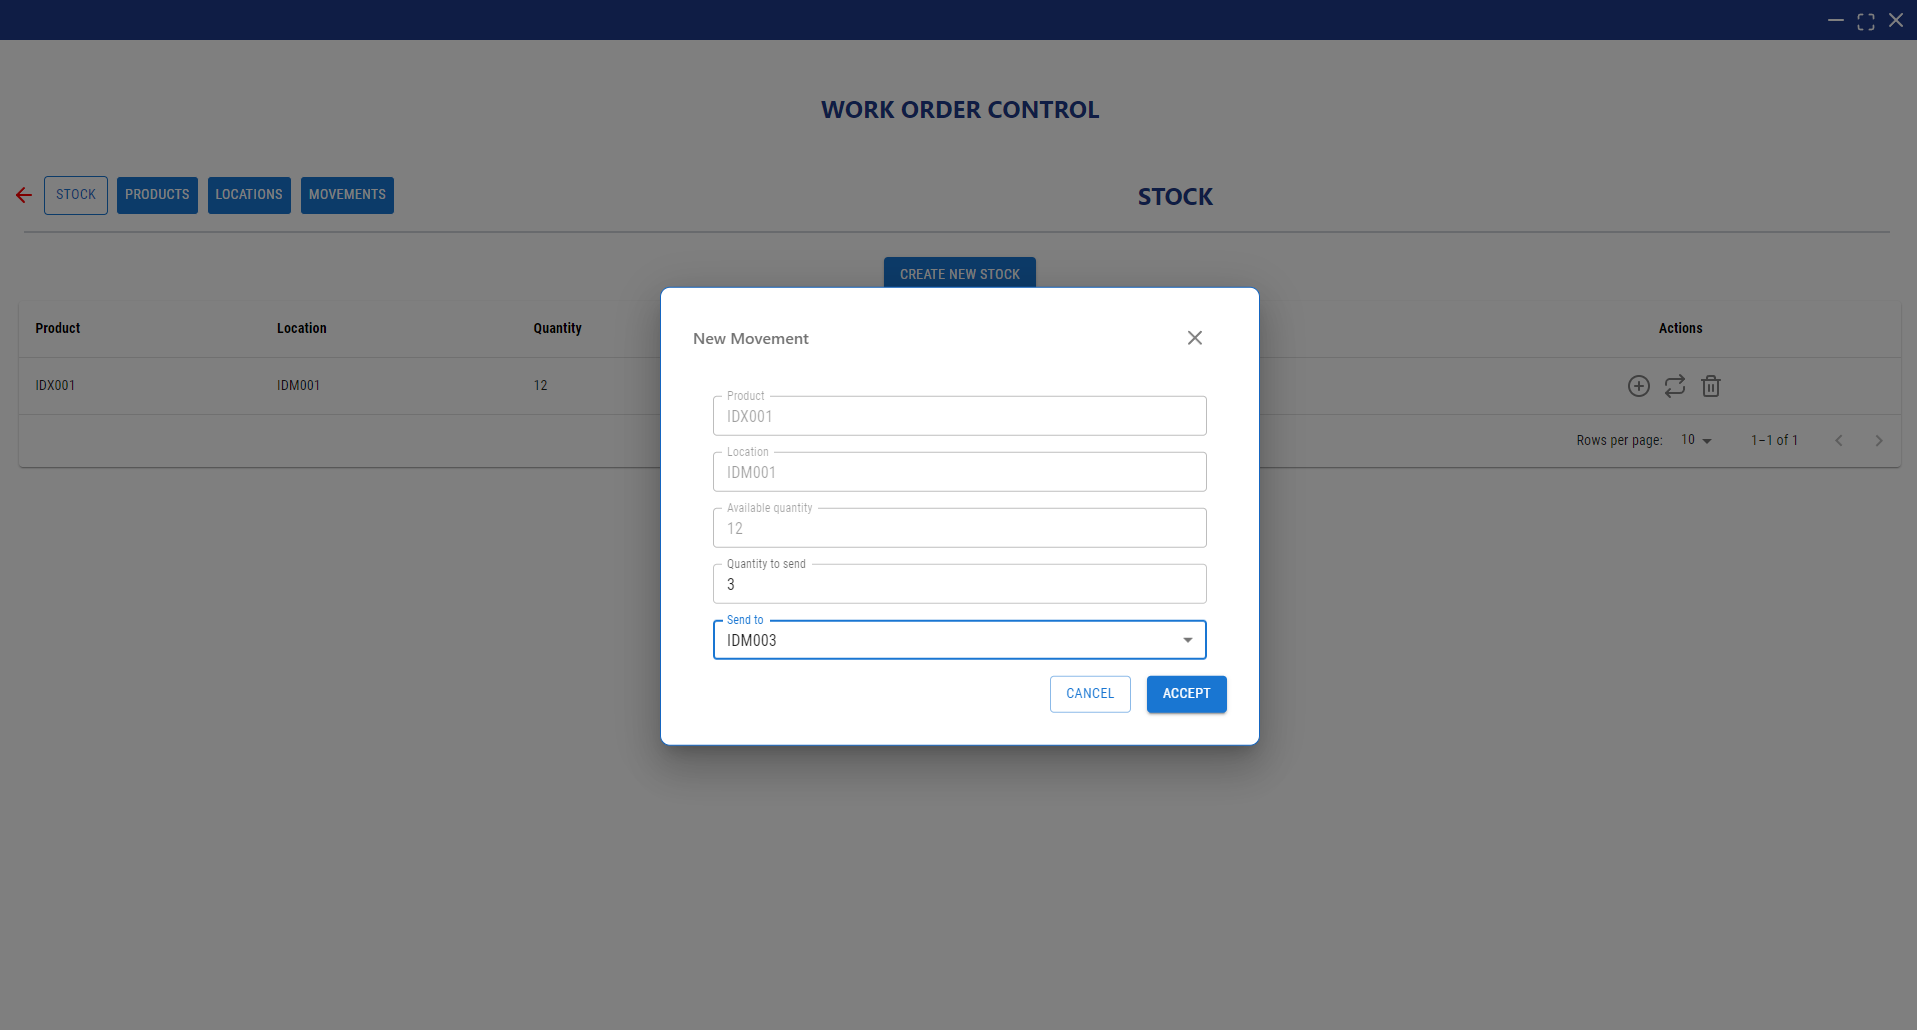 WORK ORDER CONTROL
STOCK PRODUCTS LOCATIONS MOVEMENTS
STOCK
CREATE NEW STOCK
Product Location Quantity Actions
IDX001 IDM001 12
Rows per page: 10 1–1 of 1
New Movement
Product
IDX001
Location
IDM001
Available quantity
12
Quantity to send
3
Send to
IDM003
CANCEL ACCEPT